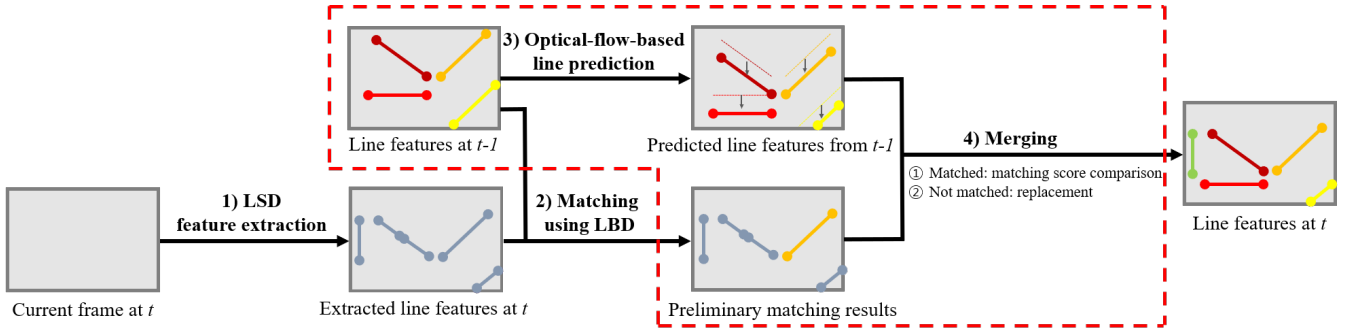 3) Optical-flow-based
line prediction
Line features at t-1
Predicted line features from t-1
4) Merging
① Matched: matching score comparison
② Not matched: replacement
1) LSD
feature extraction
2) Matching
using LBD
Line features at t
Current frame at t
Extracted line features at t
Preliminary matching results